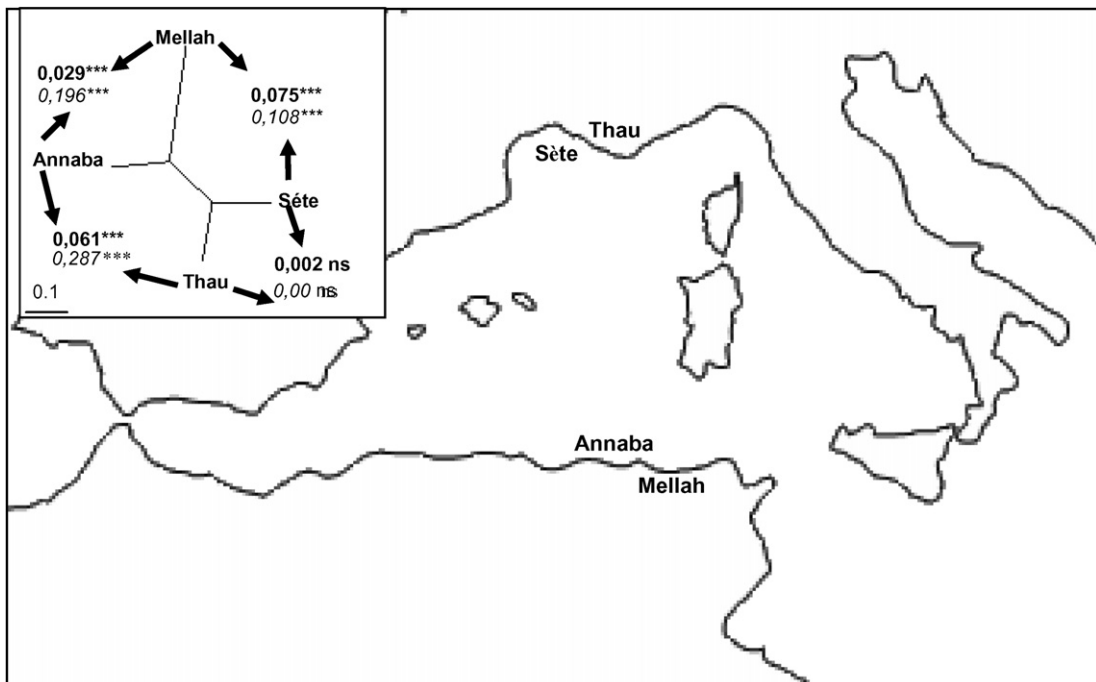 Mellah
0,029***
0,196***
0,075***
0,108***
Annaba
Séte
0,061***
0,287***
Thau
0,002 ns
0,00 ns
0.1
Thau
Sète
Annaba
Mellah